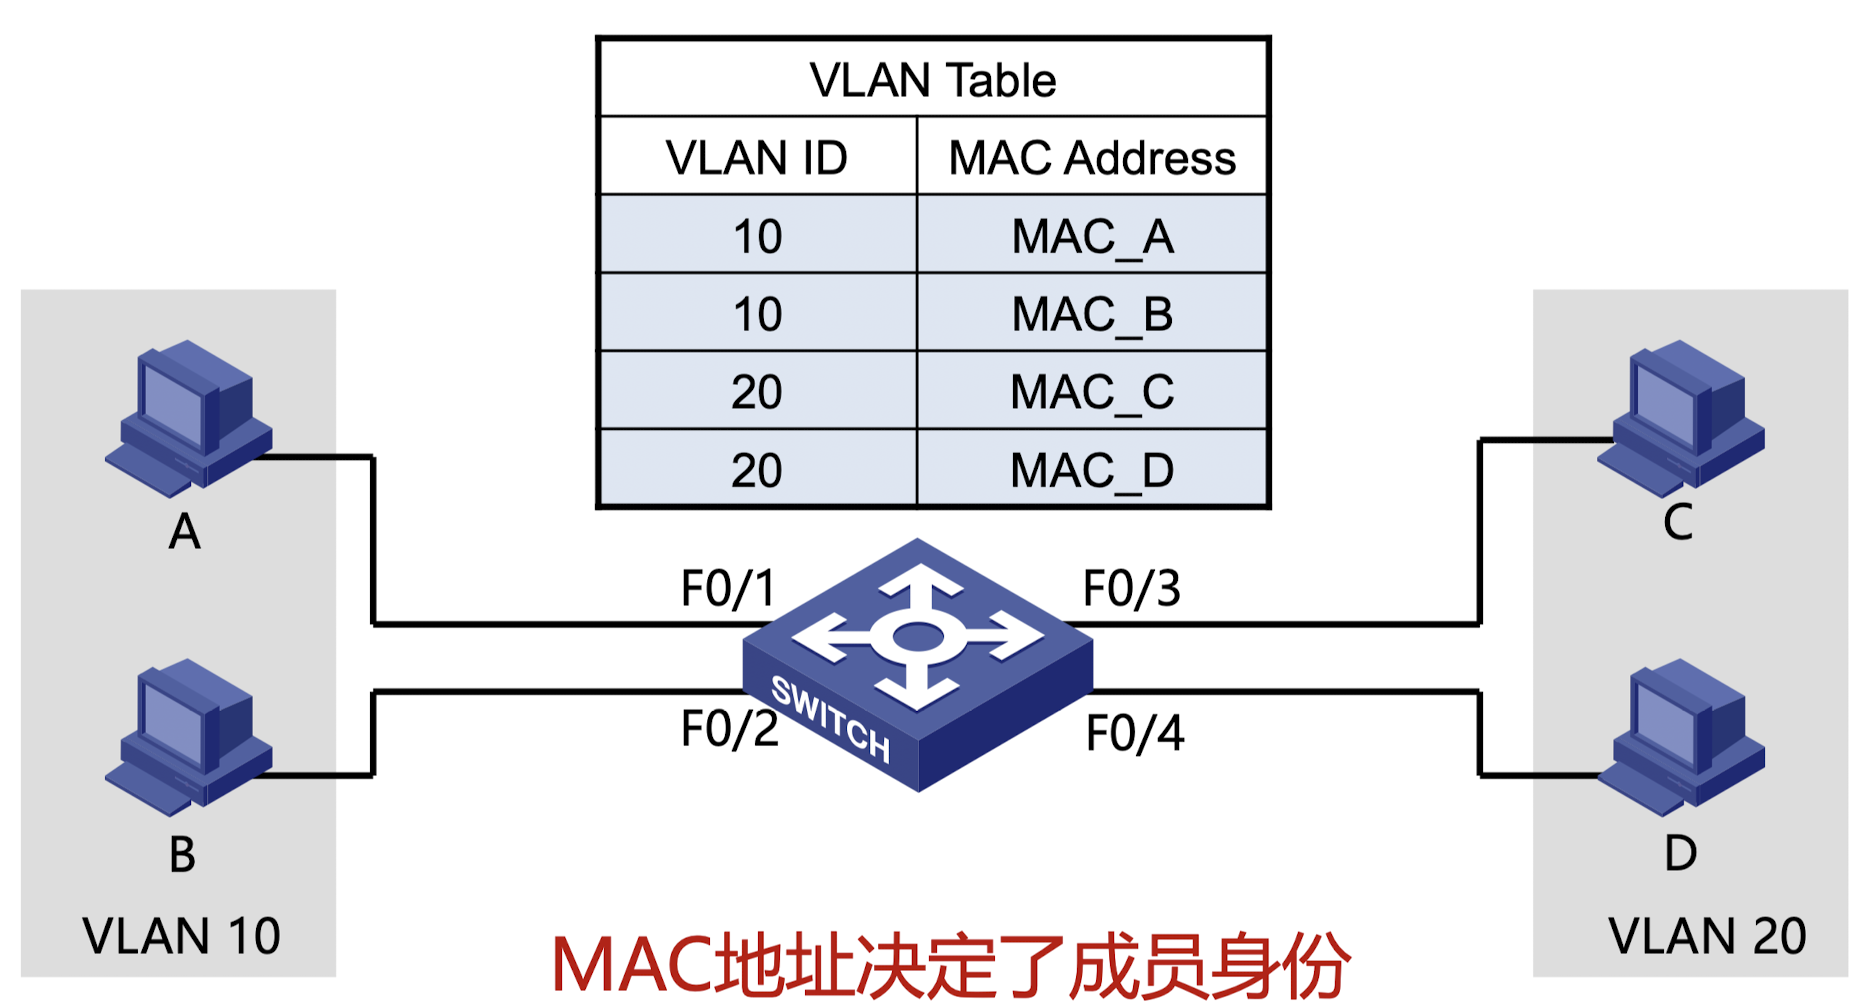 VLAN Table
VLAN ID MAC Address
10 MAC_A
10 MAC_B
20 MAC_C
20 MAC_D
A
C
F0/1
F0/3
SWITCH
F0/2
F0/4
B
D
VLAN 10
VLAN 20
MAC地址决定了成员身份